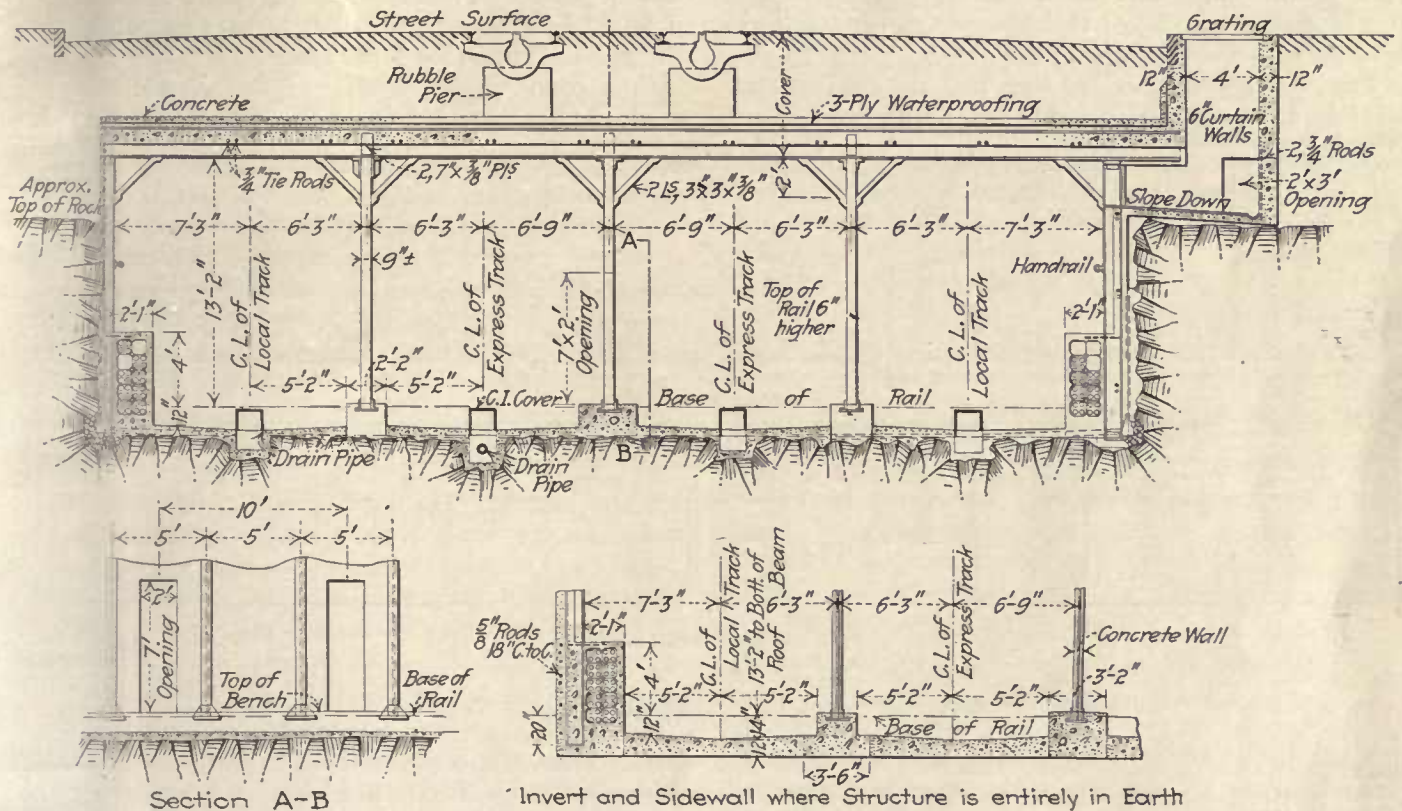 Street Surface
Grating
Rubble
Pier
Cover
12" 4' 12"
Concrete
3-Ply Waterproofing
6" Curtain
Walls
Approx.
Top of Rock
3/4" Tie Rods
2, 7" x 3/8" Pls.
2 Ls, 3" x 3" x 3/8"
2'
2, 3/4" Rods
2' x 3'
Opening
Slope Down
7'-3" 6'-3" 6'-3" 6'-9" 6'-9" 6'-3" 6'-3" 7'-3"
A
9"±
13'-2"
Handrail
2'-1"
C.L. of
Local Track
C.L. of
Express Track
7' x 2'
Opening
C.L. of
Express Track
Top of
Rail 6"
higher
C.L. of
Local Track
2'-1"
4'
12"
5'-2" 2'-2" 5'-2"
C.I. Cover
Base of Rail
B
Drain Pipe
Drain
Pipe
10'
5' 5' 5'
2'
7'
Opening
Top of
Bench
Base of
Rail
Section A-B
7'-3" 6'-3" 6'-3" 6'-9"
5/8" Rods
18" C. to C.
2'-1"
C.L. of
Local Track
13'-2" to Bott. of
Roof Beam
C.L. of
Express Track
Concrete Wall
4'
12"
5'-2" 5'-2" 5'-2" 5'-2"
3'-2"
20"
12" 4"
Base of Rail
3'-6"
Invert and Sidewall where Structure is entirely in Earth